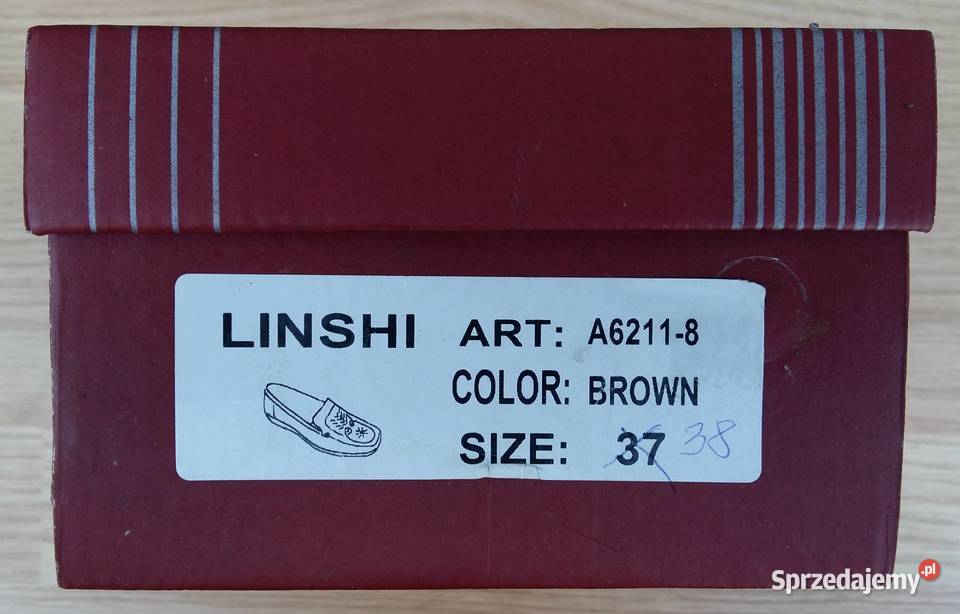 LINSHI ART: A6211-8
COLOR: BROWN
SIZE: 37 38
Sprzedajemy.pl